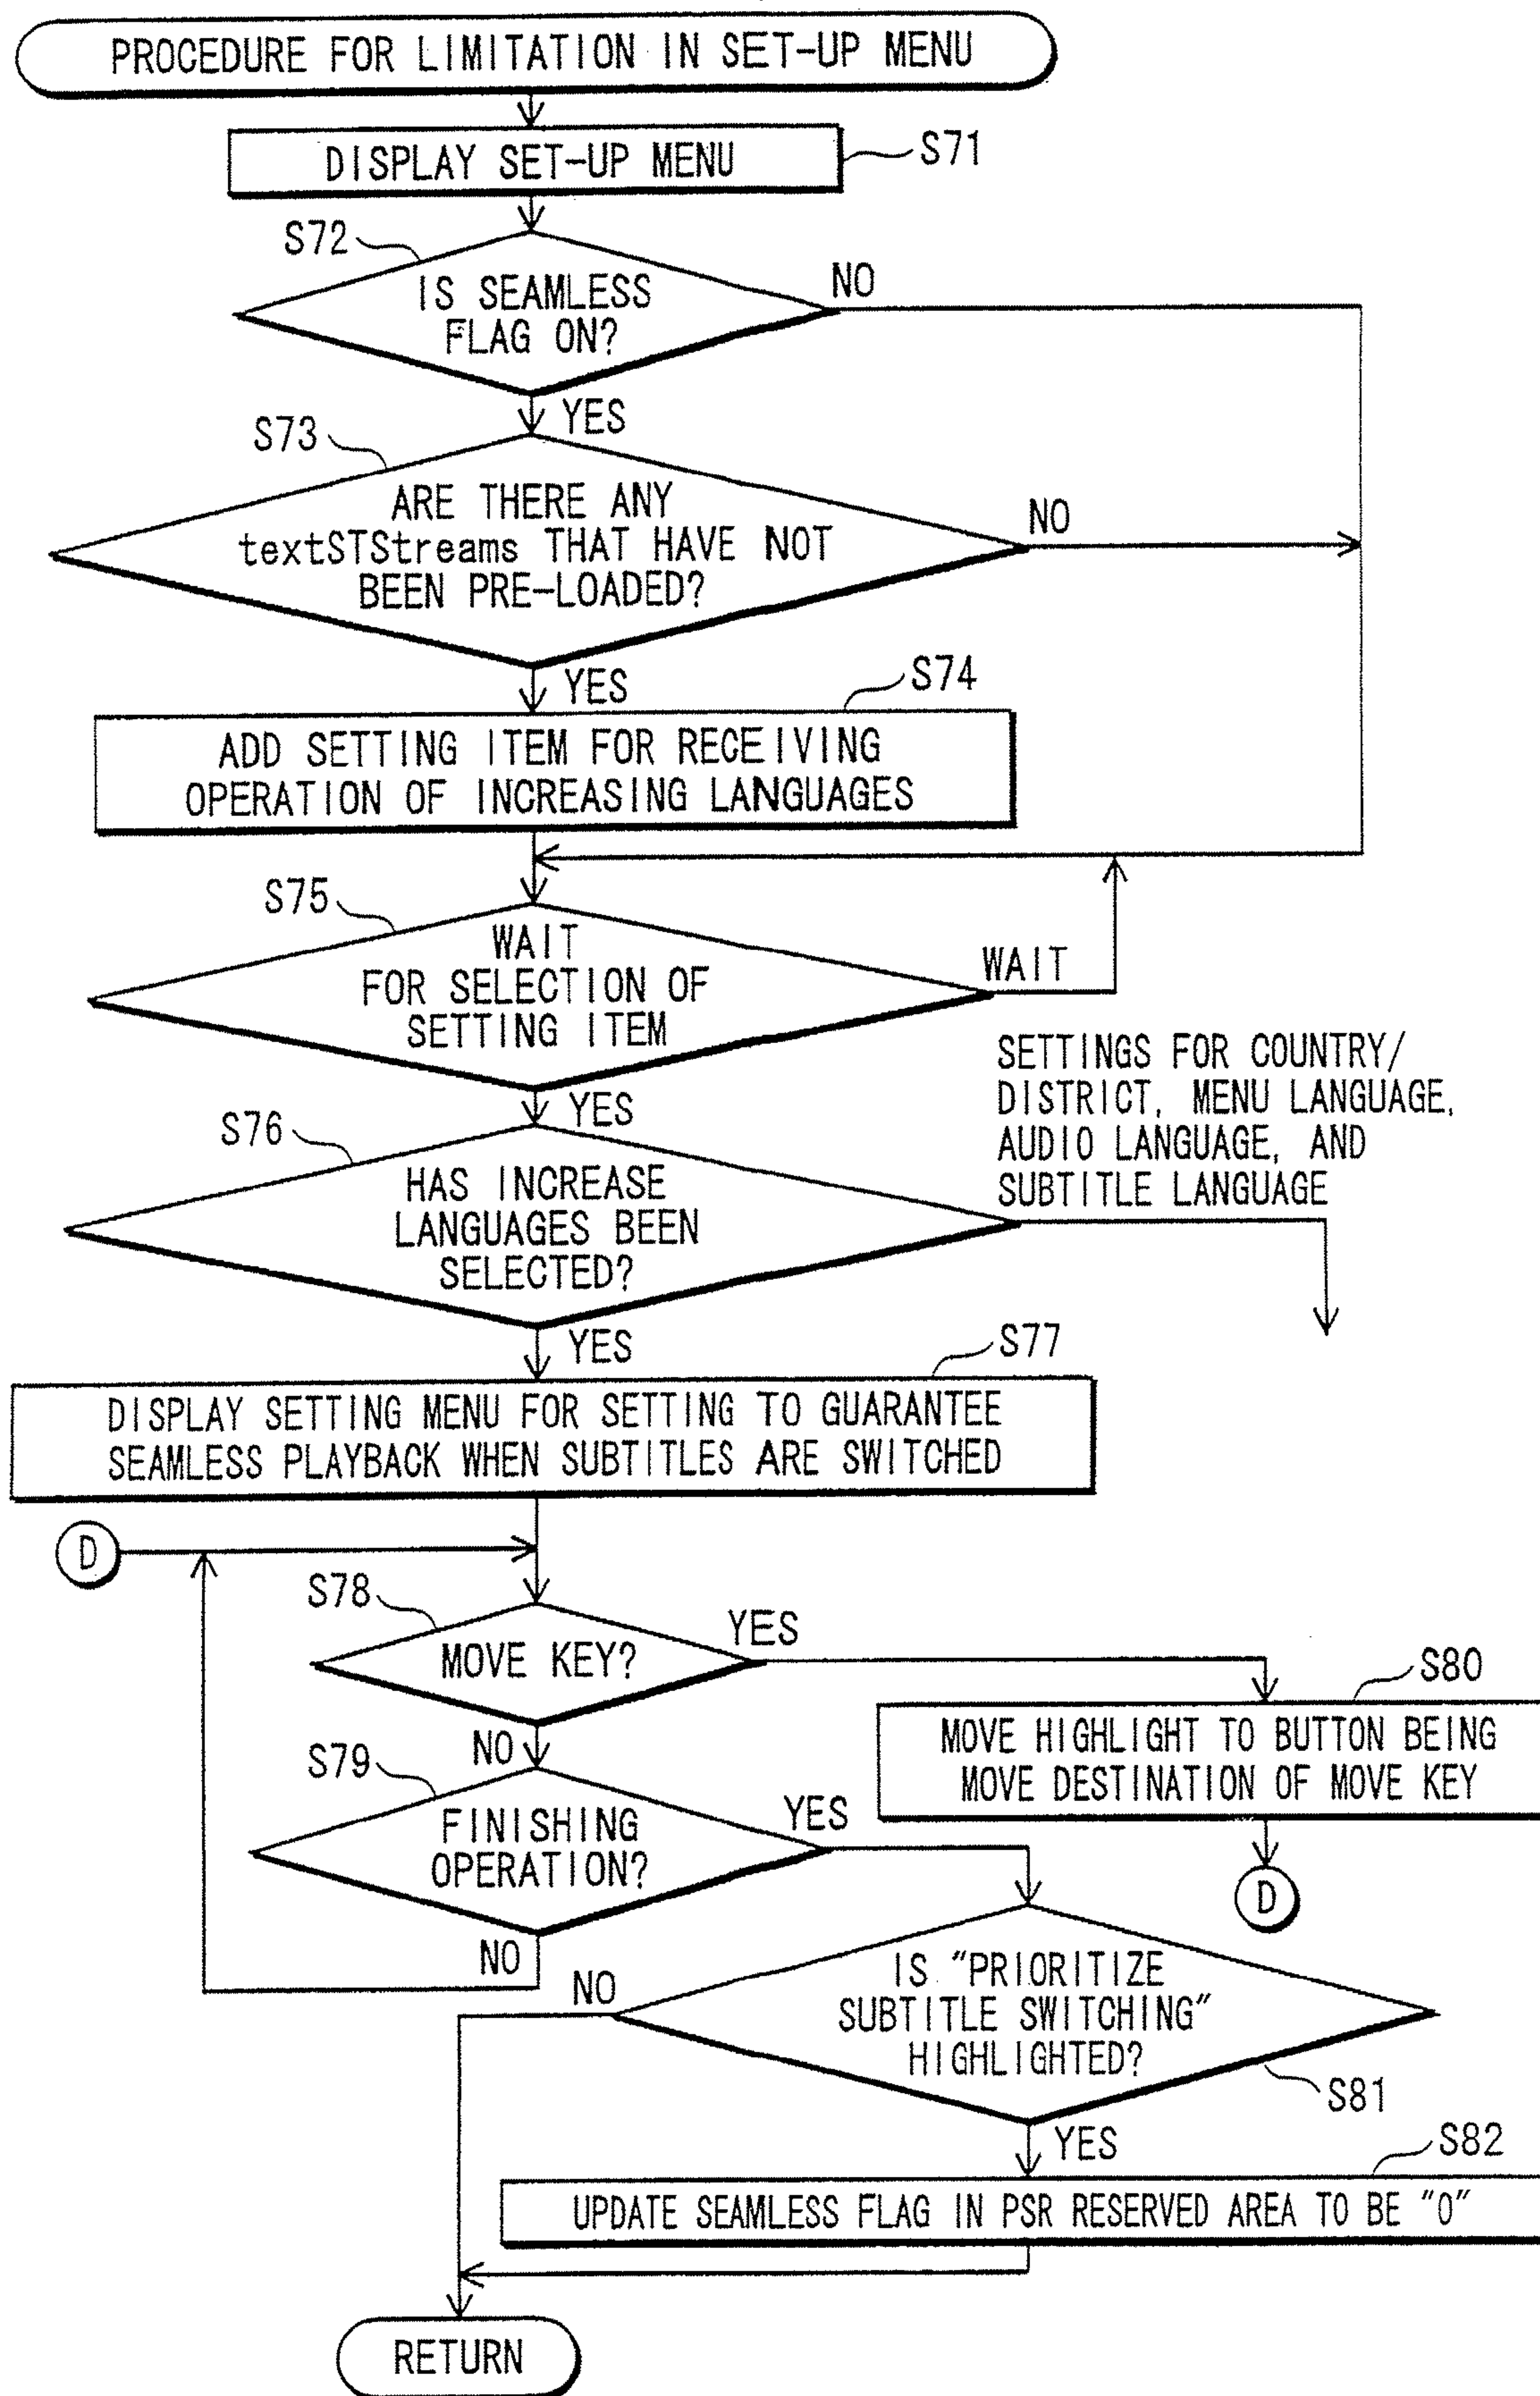 PROCEDURE FOR LIMITATION IN SET-UP MENU
DISPLAY SET-UP MENU
S71
S72
IS SEAMLESS
FLAG ON?
NO
YES
S73
ARE THERE ANY
textSTStreams THAT HAVE NOT
BEEN PRE-LOADED?
NO
YES
S74
ADD SETTING ITEM FOR RECEIVING
OPERATION OF INCREASING LANGUAGES
S75
WAIT
FOR SELECTION OF
SETTING ITEM
WAIT
YES
SETTINGS FOR COUNTRY/
DISTRICT, MENU LANGUAGE,
AUDIO LANGUAGE, AND
SUBTITLE LANGUAGE
S76
HAS INCREASE
LANGUAGES BEEN
SELECTED?
YES
S77
DISPLAY SETTING MENU FOR SETTING TO GUARANTEE
SEAMLESS PLAYBACK WHEN SUBTITLES ARE SWITCHED
D
S78
MOVE KEY?
YES
NO
S80
MOVE HIGHLIGHT TO BUTTON BEING
MOVE DESTINATION OF MOVE KEY
D
S79
FINISHING
OPERATION?
YES
NO
IS "PRIORITIZE
SUBTITLE SWITCHING"
HIGHLIGHTED?
NO
S81
YES
S82
UPDATE SEAMLESS FLAG IN PSR RESERVED AREA TO BE "0"
RETURN